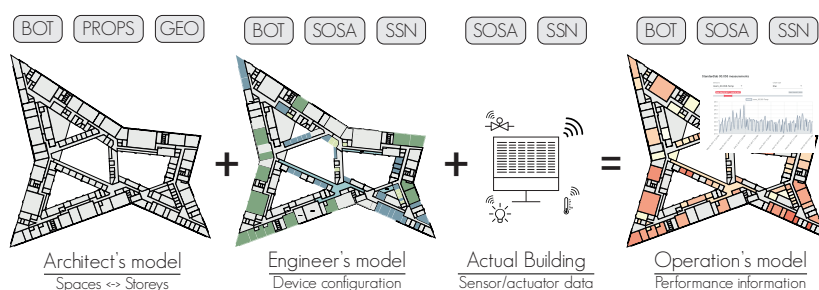 BOT PROPS GEO BOT SOSA SSN SOSA SSN BOT SOSA SSN
+ + =
Architect's model Engineer's model Actual Building Operation's model
Spaces <-> Storeys Device configuration Sensor/actuator data Performance information